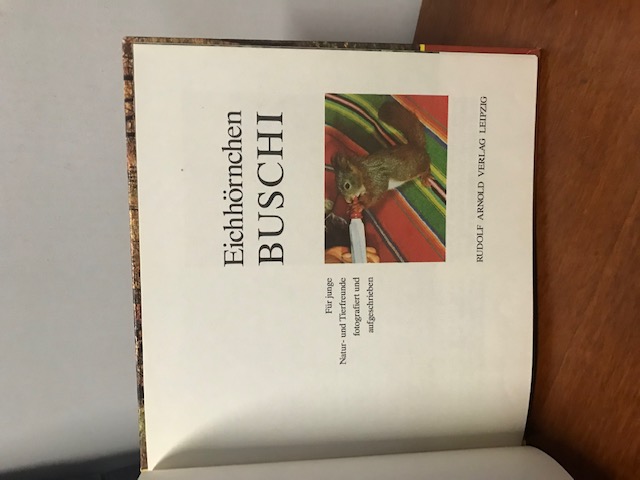 Eichhörnchen
BUSCHI
Für junge
Natur- und Tierfreunde
fotografiert und
aufgeschrieben
RUDOLF ARNOLD VERLAG LEIPZIG